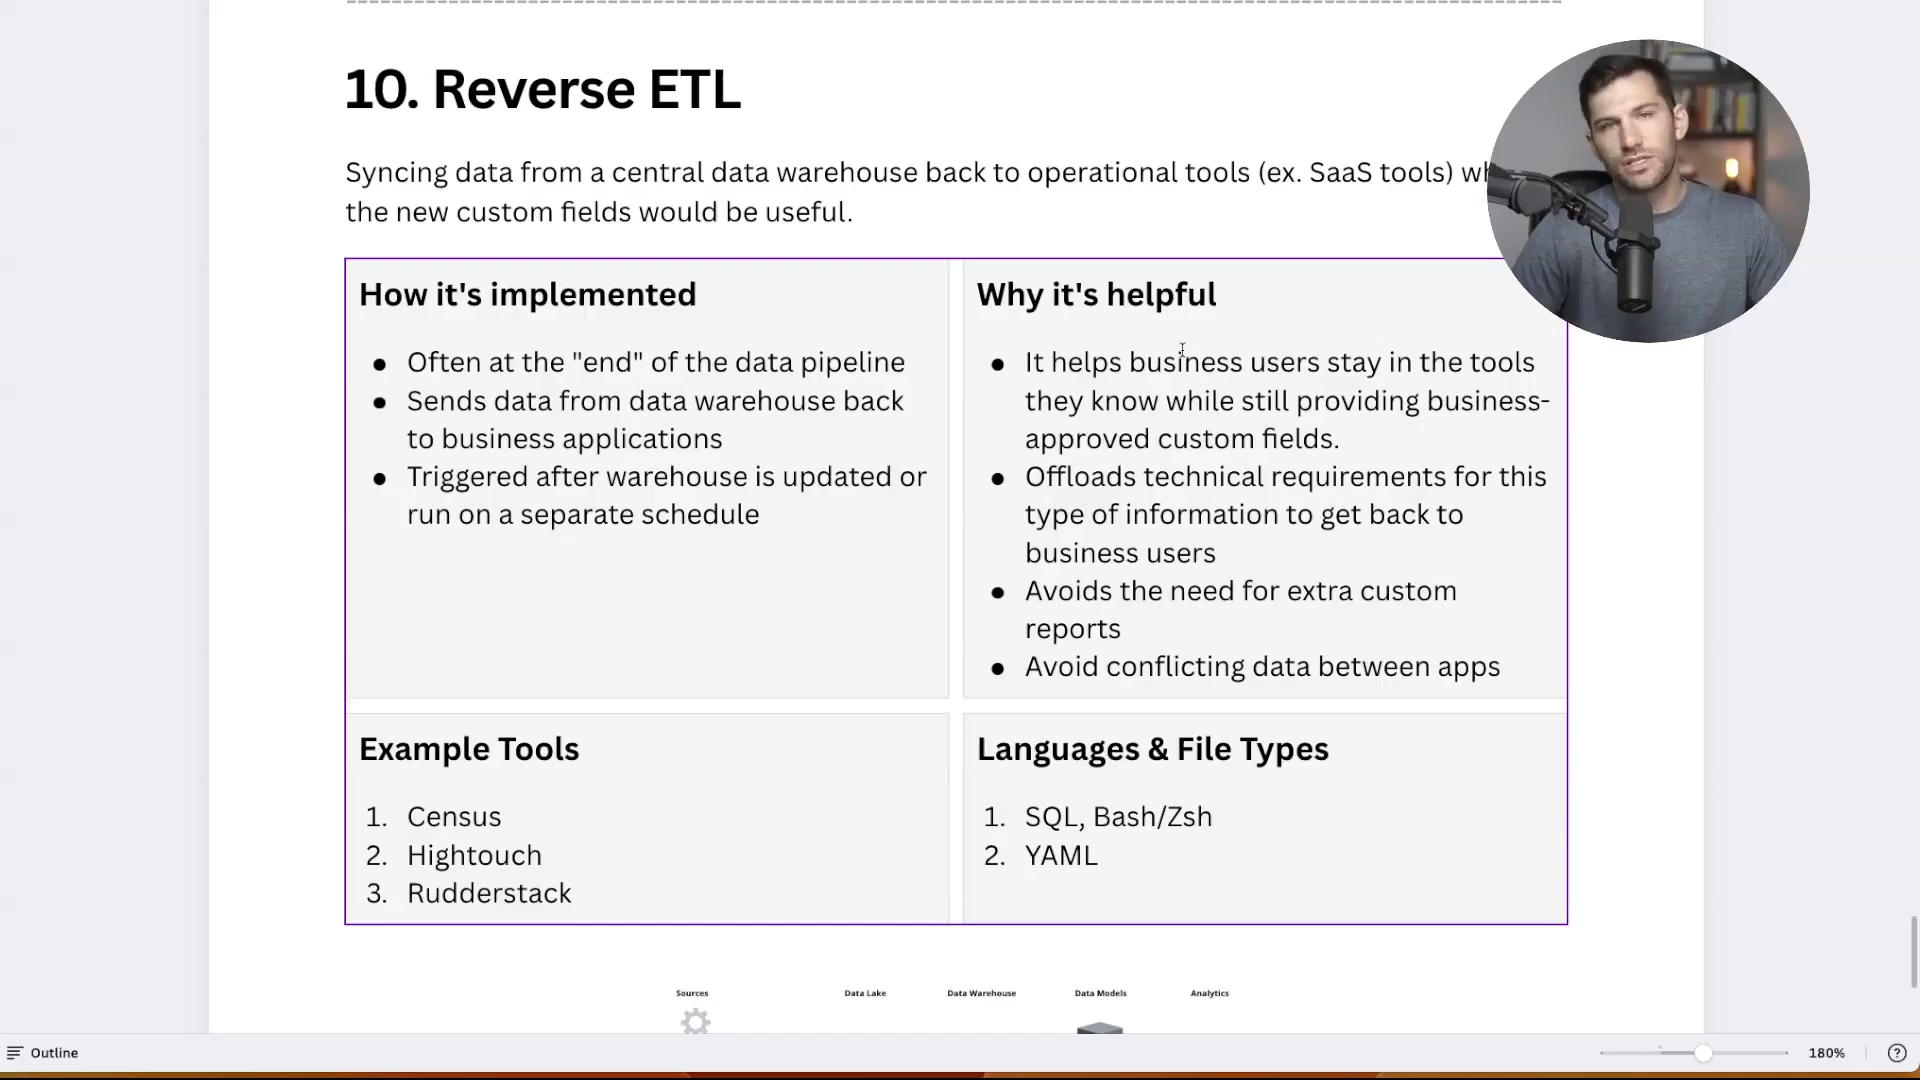 10. Reverse ETL
Syncing data from a central data warehouse back to operational tools (ex. SaaS tools)
the new custom fields would be useful.
How it's implemented
● Often at the "end" of the data pipeline
● Sends data from data warehouse back
to business applications
● Triggered after warehouse is updated or
run on a separate schedule
Why it's helpful
● It helps business users stay in the tools
they know while still providing business-
approved custom fields.
● Offloads technical requirements for this
type of information to get back to
business users
● Avoids the need for extra custom
reports
● Avoid conflicting data between apps
Example Tools
1. Census
2. Hightouch
3. Rudderstack
Languages & File Types
1. SQL, Bash/Zsh
2. YAML
Sources Data Lake Data Warehouse Data Models Analytics
Outline 180% ?